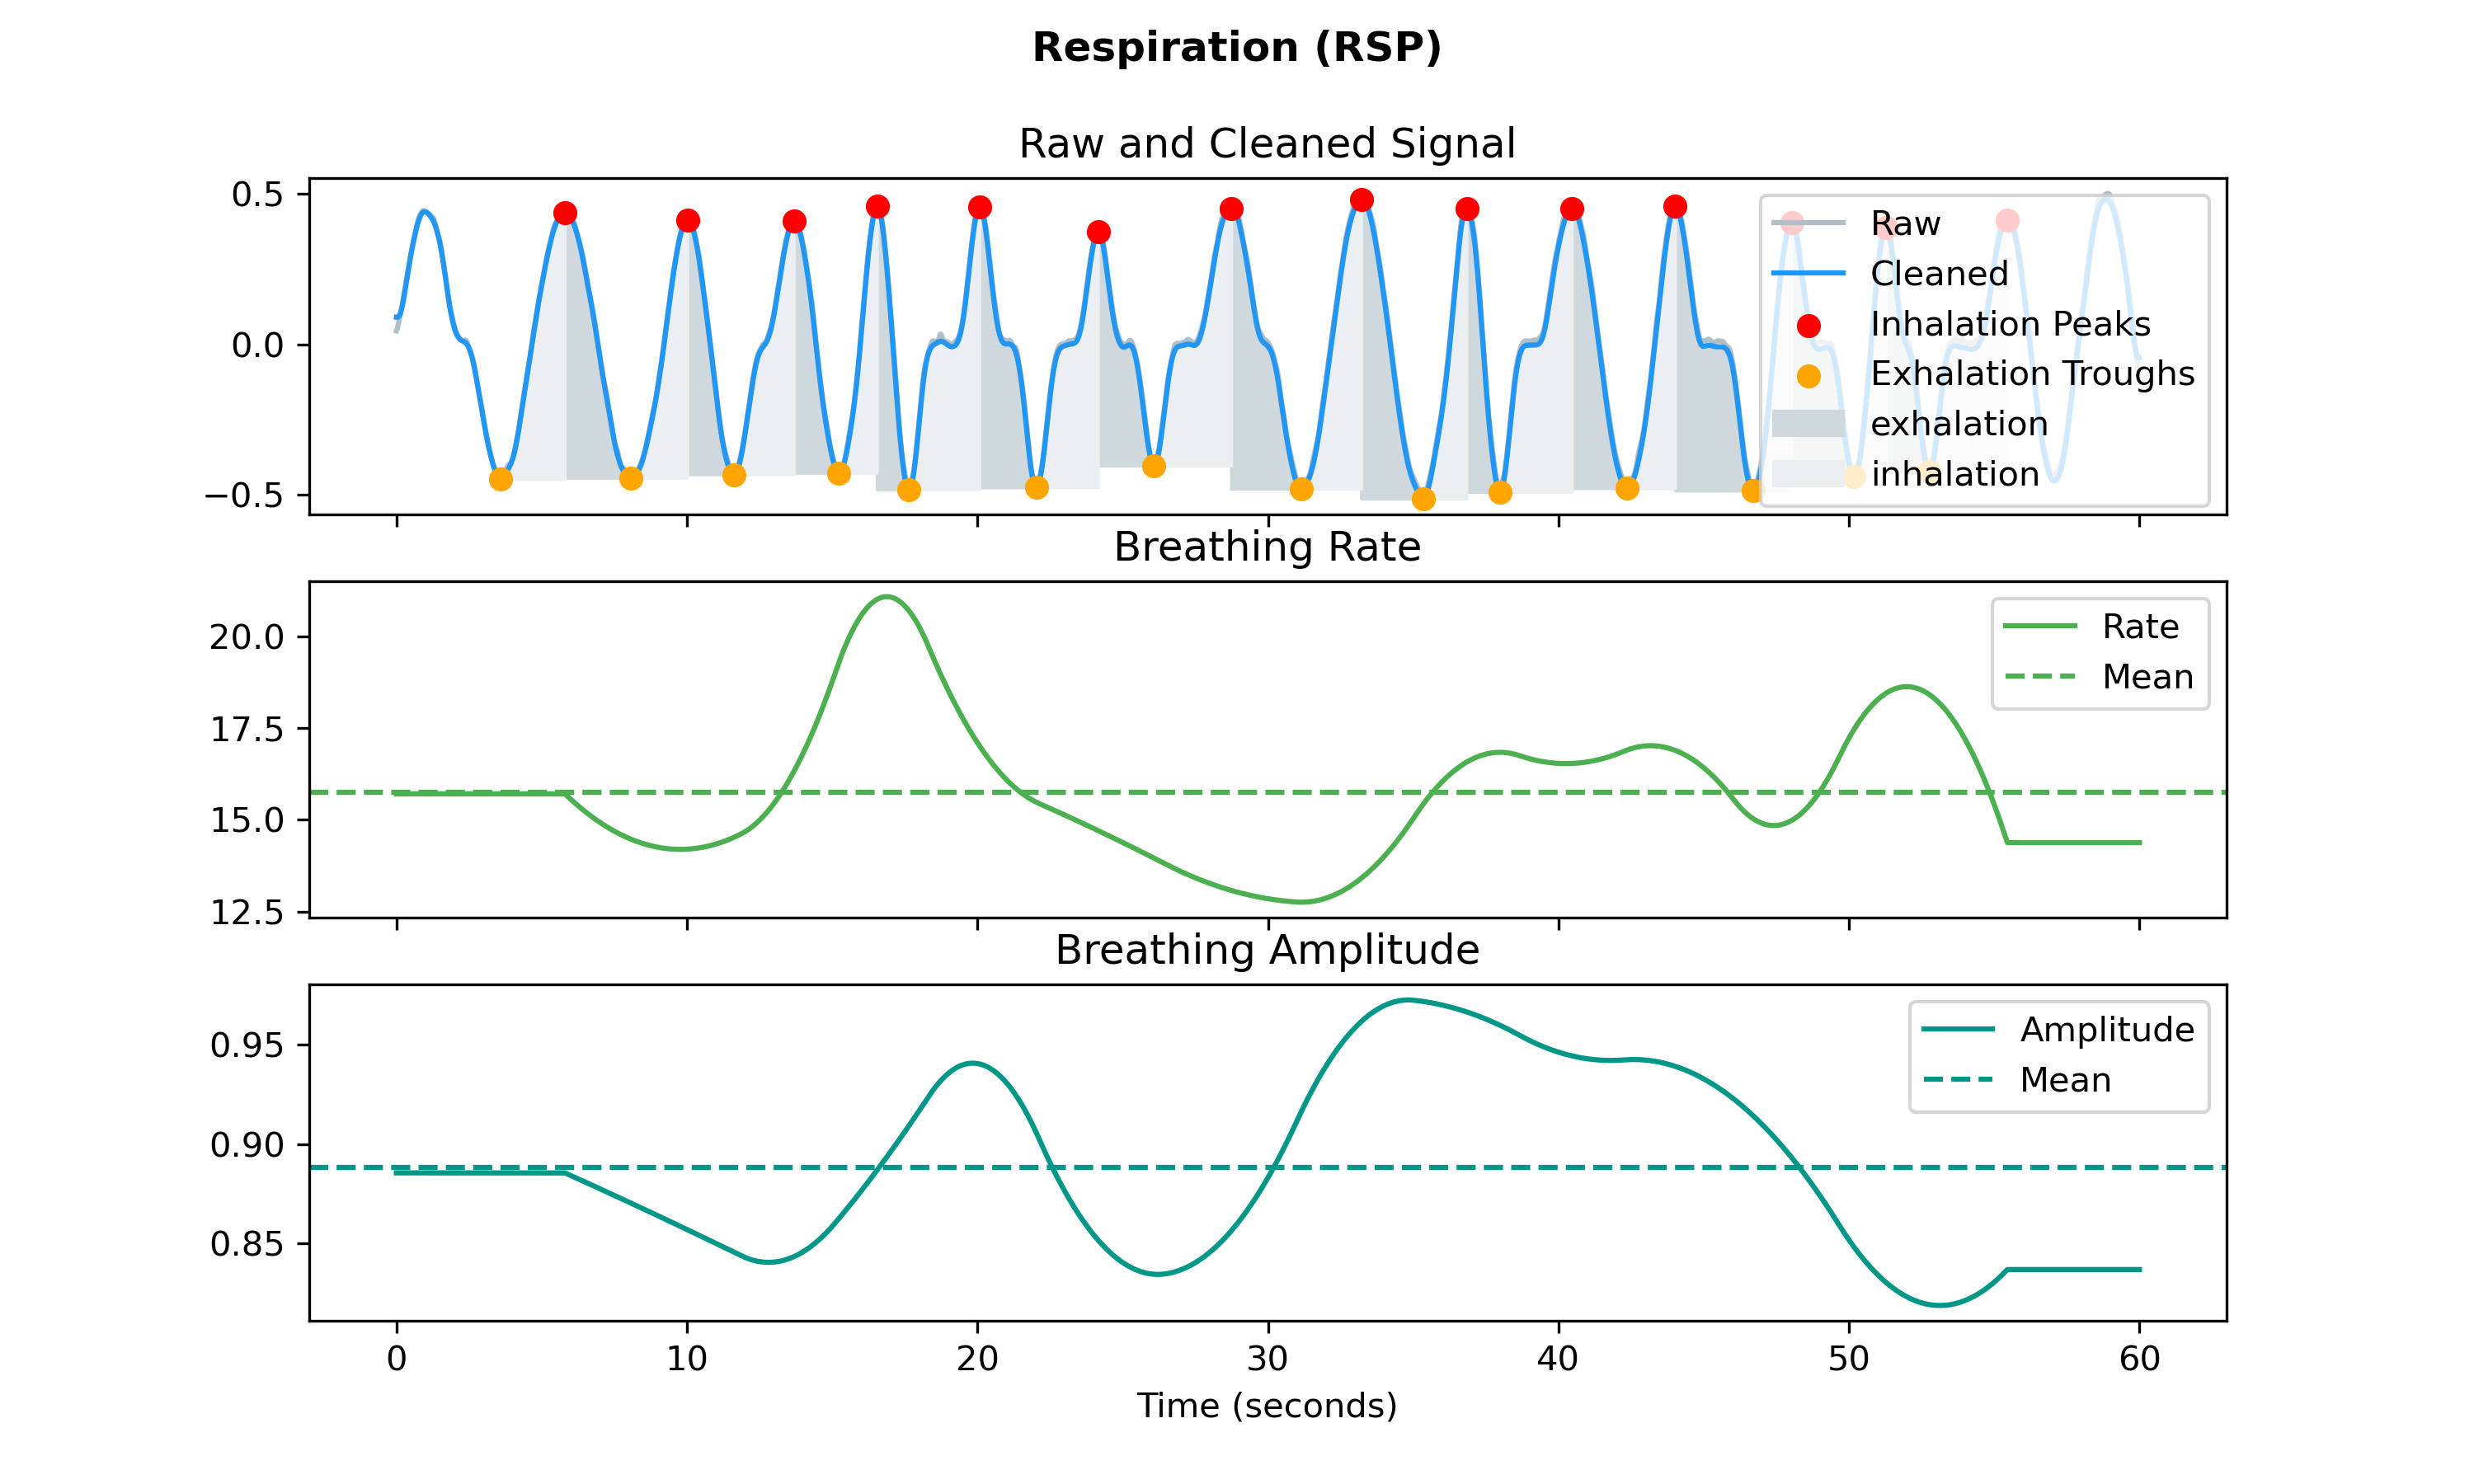 Respiration (RSP)
Raw and Cleaned Signal
0.5
0.0
−0.5
Raw
Cleaned
Inhalation Peaks
Exhalation Troughs
exhalation
inhalation
Breathing Rate
20.0
17.5
15.0
12.5
Rate
Mean
Breathing Amplitude
0.95
0.90
0.85
Amplitude
Mean
0 10 20 30 40 50 60
Time (seconds)